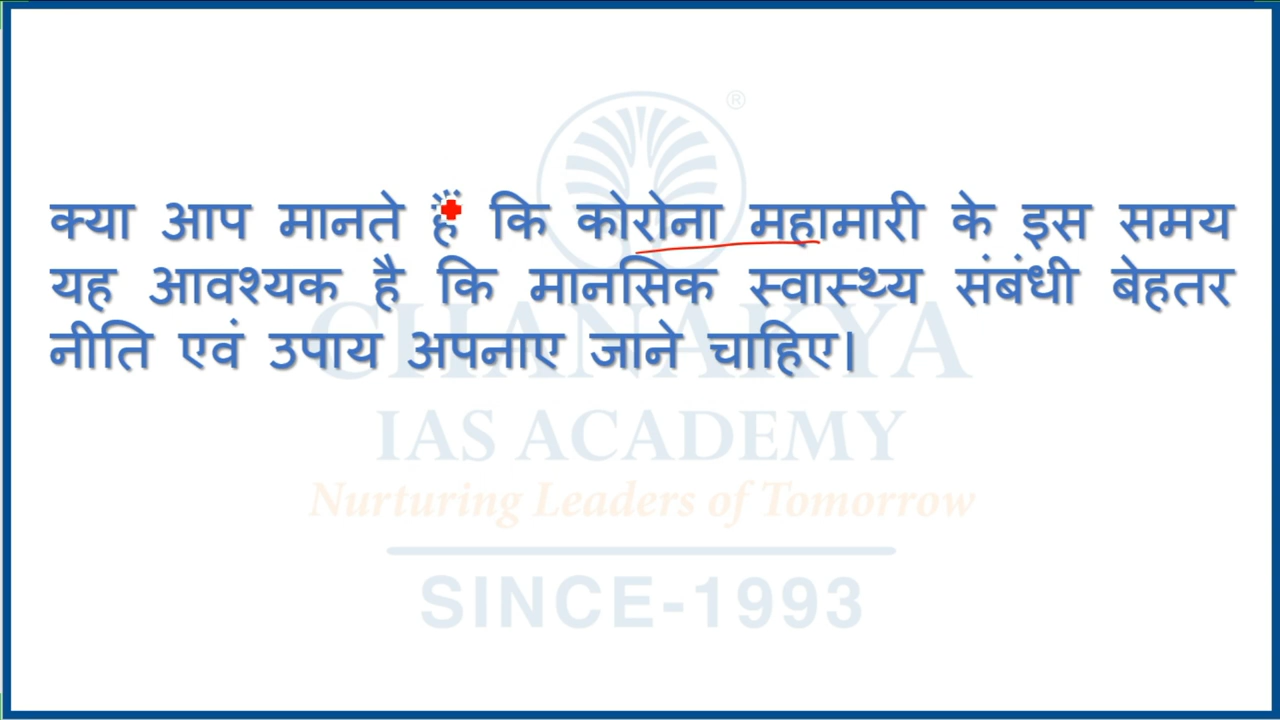 क्या आप मानते हैं कि कोरोना महामारी के इस समय
यह आवश्यक है कि मानसिक स्वास्थ्य संबंधी बेहतर
नीति एवं उपाय अपनाए जाने चाहिए।
®
CHANAKYA
IAS ACADEMY
Nurturing Leaders of Tomorrow
SINCE-1993